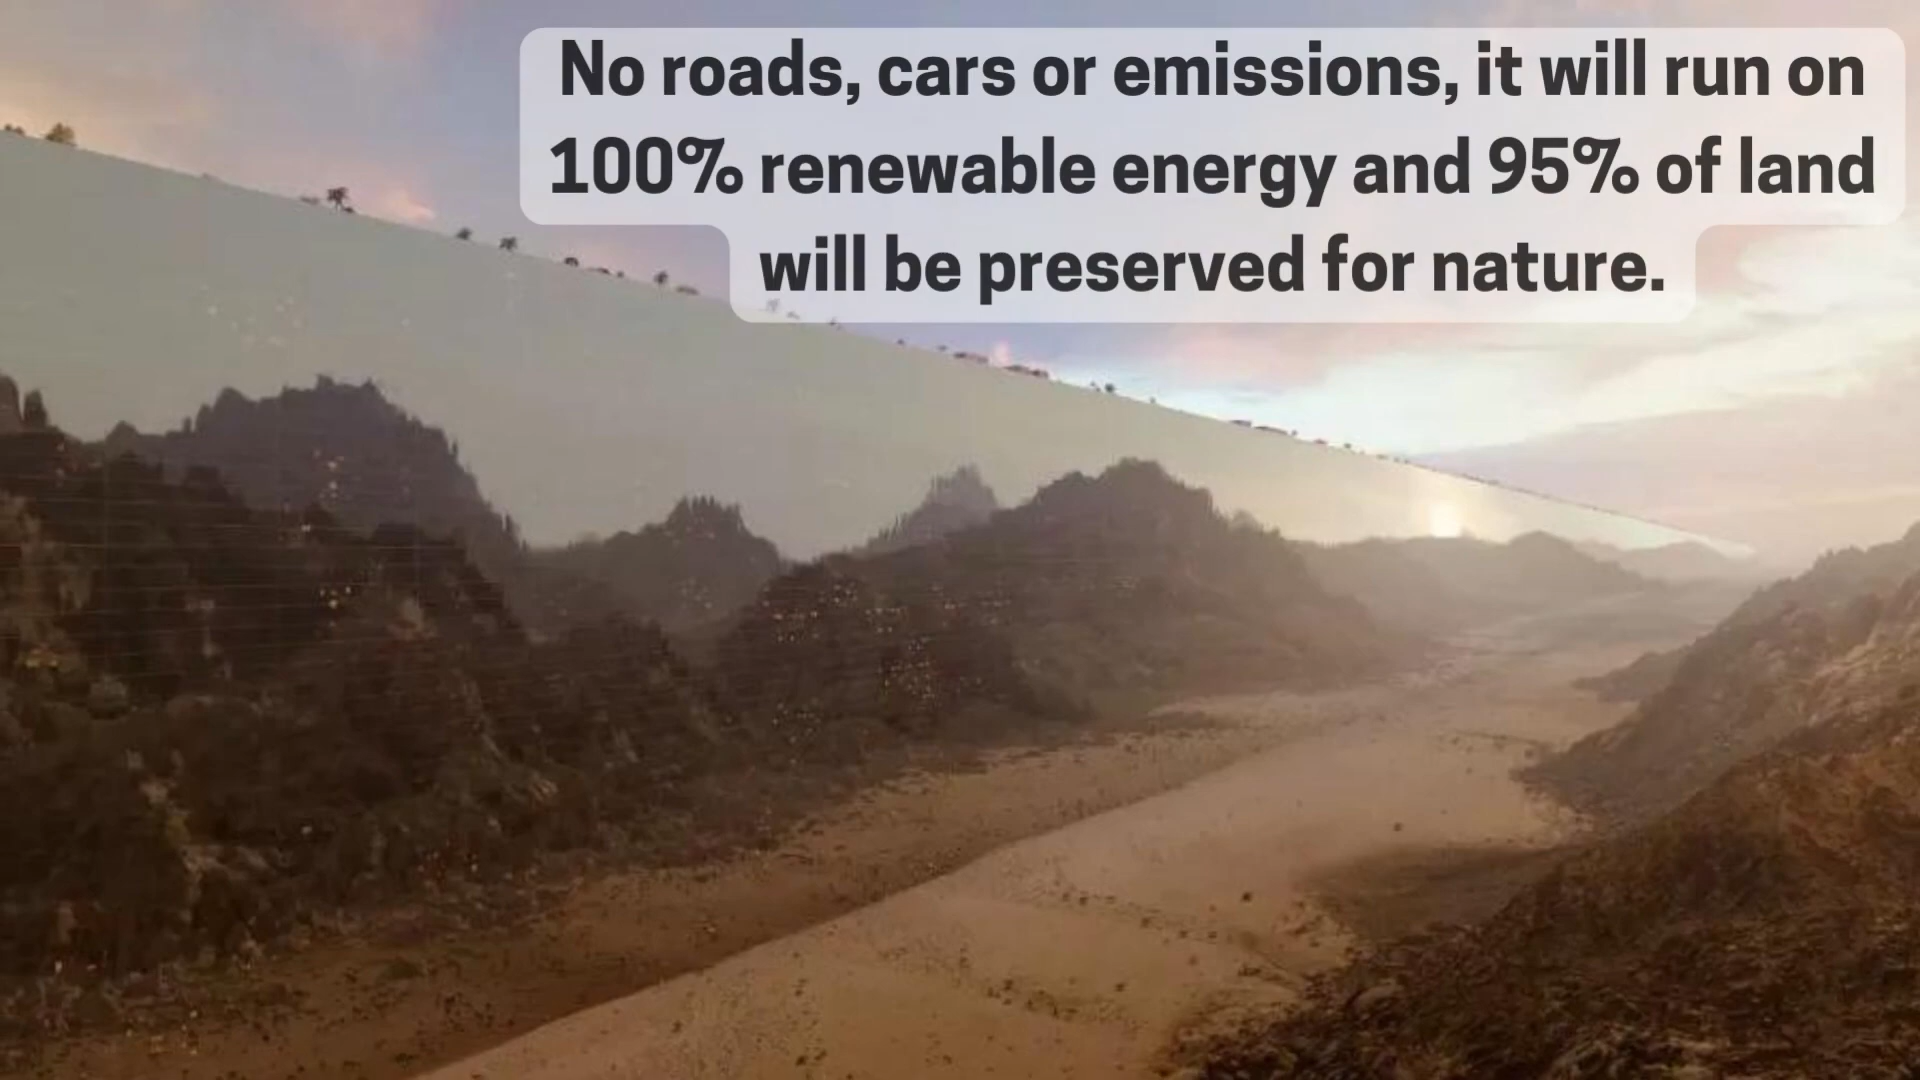 No roads, cars or emissions, it will run on
100% renewable energy and 95% of land
will be preserved for nature.